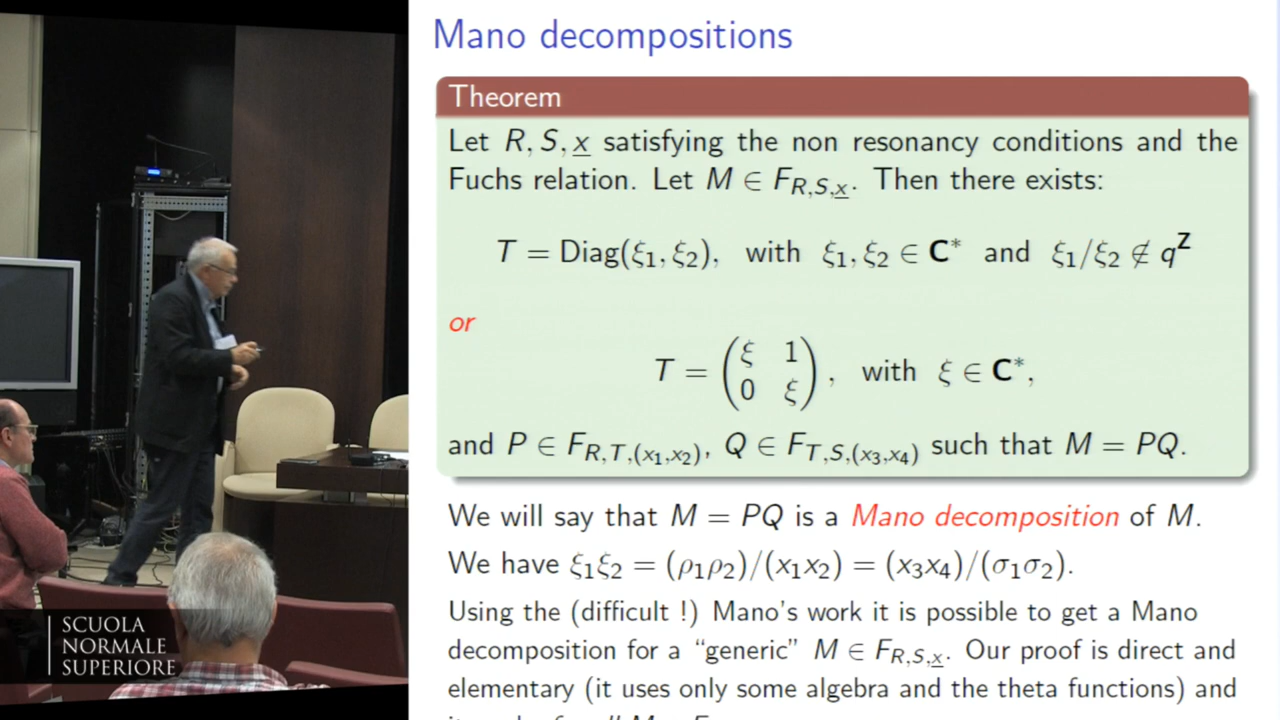 Mano decompositions
Theorem
Let R, S, x satisfying the non resonancy conditions and the
Fuchs relation. Let M ∈ F_{R,S,x}. Then there exists:
T = Diag(ξ₁, ξ₂), with ξ₁, ξ₂ ∈ C* and ξ₁/ξ₂ ∉ q^Z
or
T = (ξ 1
0 ξ), with ξ ∈ C*,
and P ∈ F_{R,T,(x₁,x₂)}, Q ∈ F_{T,S,(x₃,x₄)} such that M = PQ.
We will say that M = PQ is a Mano decomposition of M.
We have ξ₁ξ₂ = (ρ₁ρ₂)/(x₁x₂) = (x₃x₄)/(σ₁σ₂).
Using the (difficult !) Mano's work it is possible to get a Mano
decomposition for a “generic” M ∈ F_{R,S,x}. Our proof is direct and
elementary (it uses only some algebra and the theta functions) and
SCUOLA
NORMALE
SUPERIORE